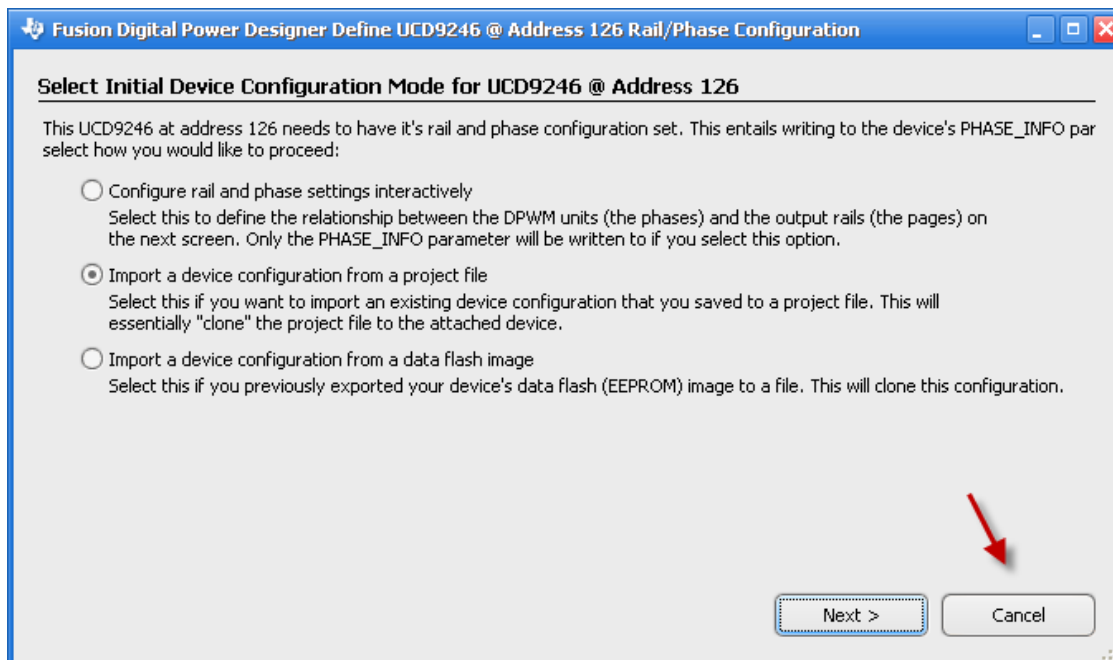 Fusion Digital Power Designer Define UCD9246 @ Address 126 Rail/Phase Configuration
Select Initial Device Configuration Mode for UCD9246 @ Address 126
This UCD9246 at address 126 needs to have it's rail and phase configuration set. This entails writing to the device's PHASE_INFO par
select how you would like to proceed:
Configure rail and phase settings interactively
Select this to define the relationship between the DPWM units (the phases) and the output rails (the pages) on
the next screen. Only the PHASE_INFO parameter will be written to if you select this option.
Import a device configuration from a project file
Select this if you want to import an existing device configuration that you saved to a project file. This will
essentially "clone" the project file to the attached device.
Import a device configuration from a data flash image
Select this if you previously exported your device's data flash (EEPROM) image to a file. This will clone this configuration.
Next > Cancel